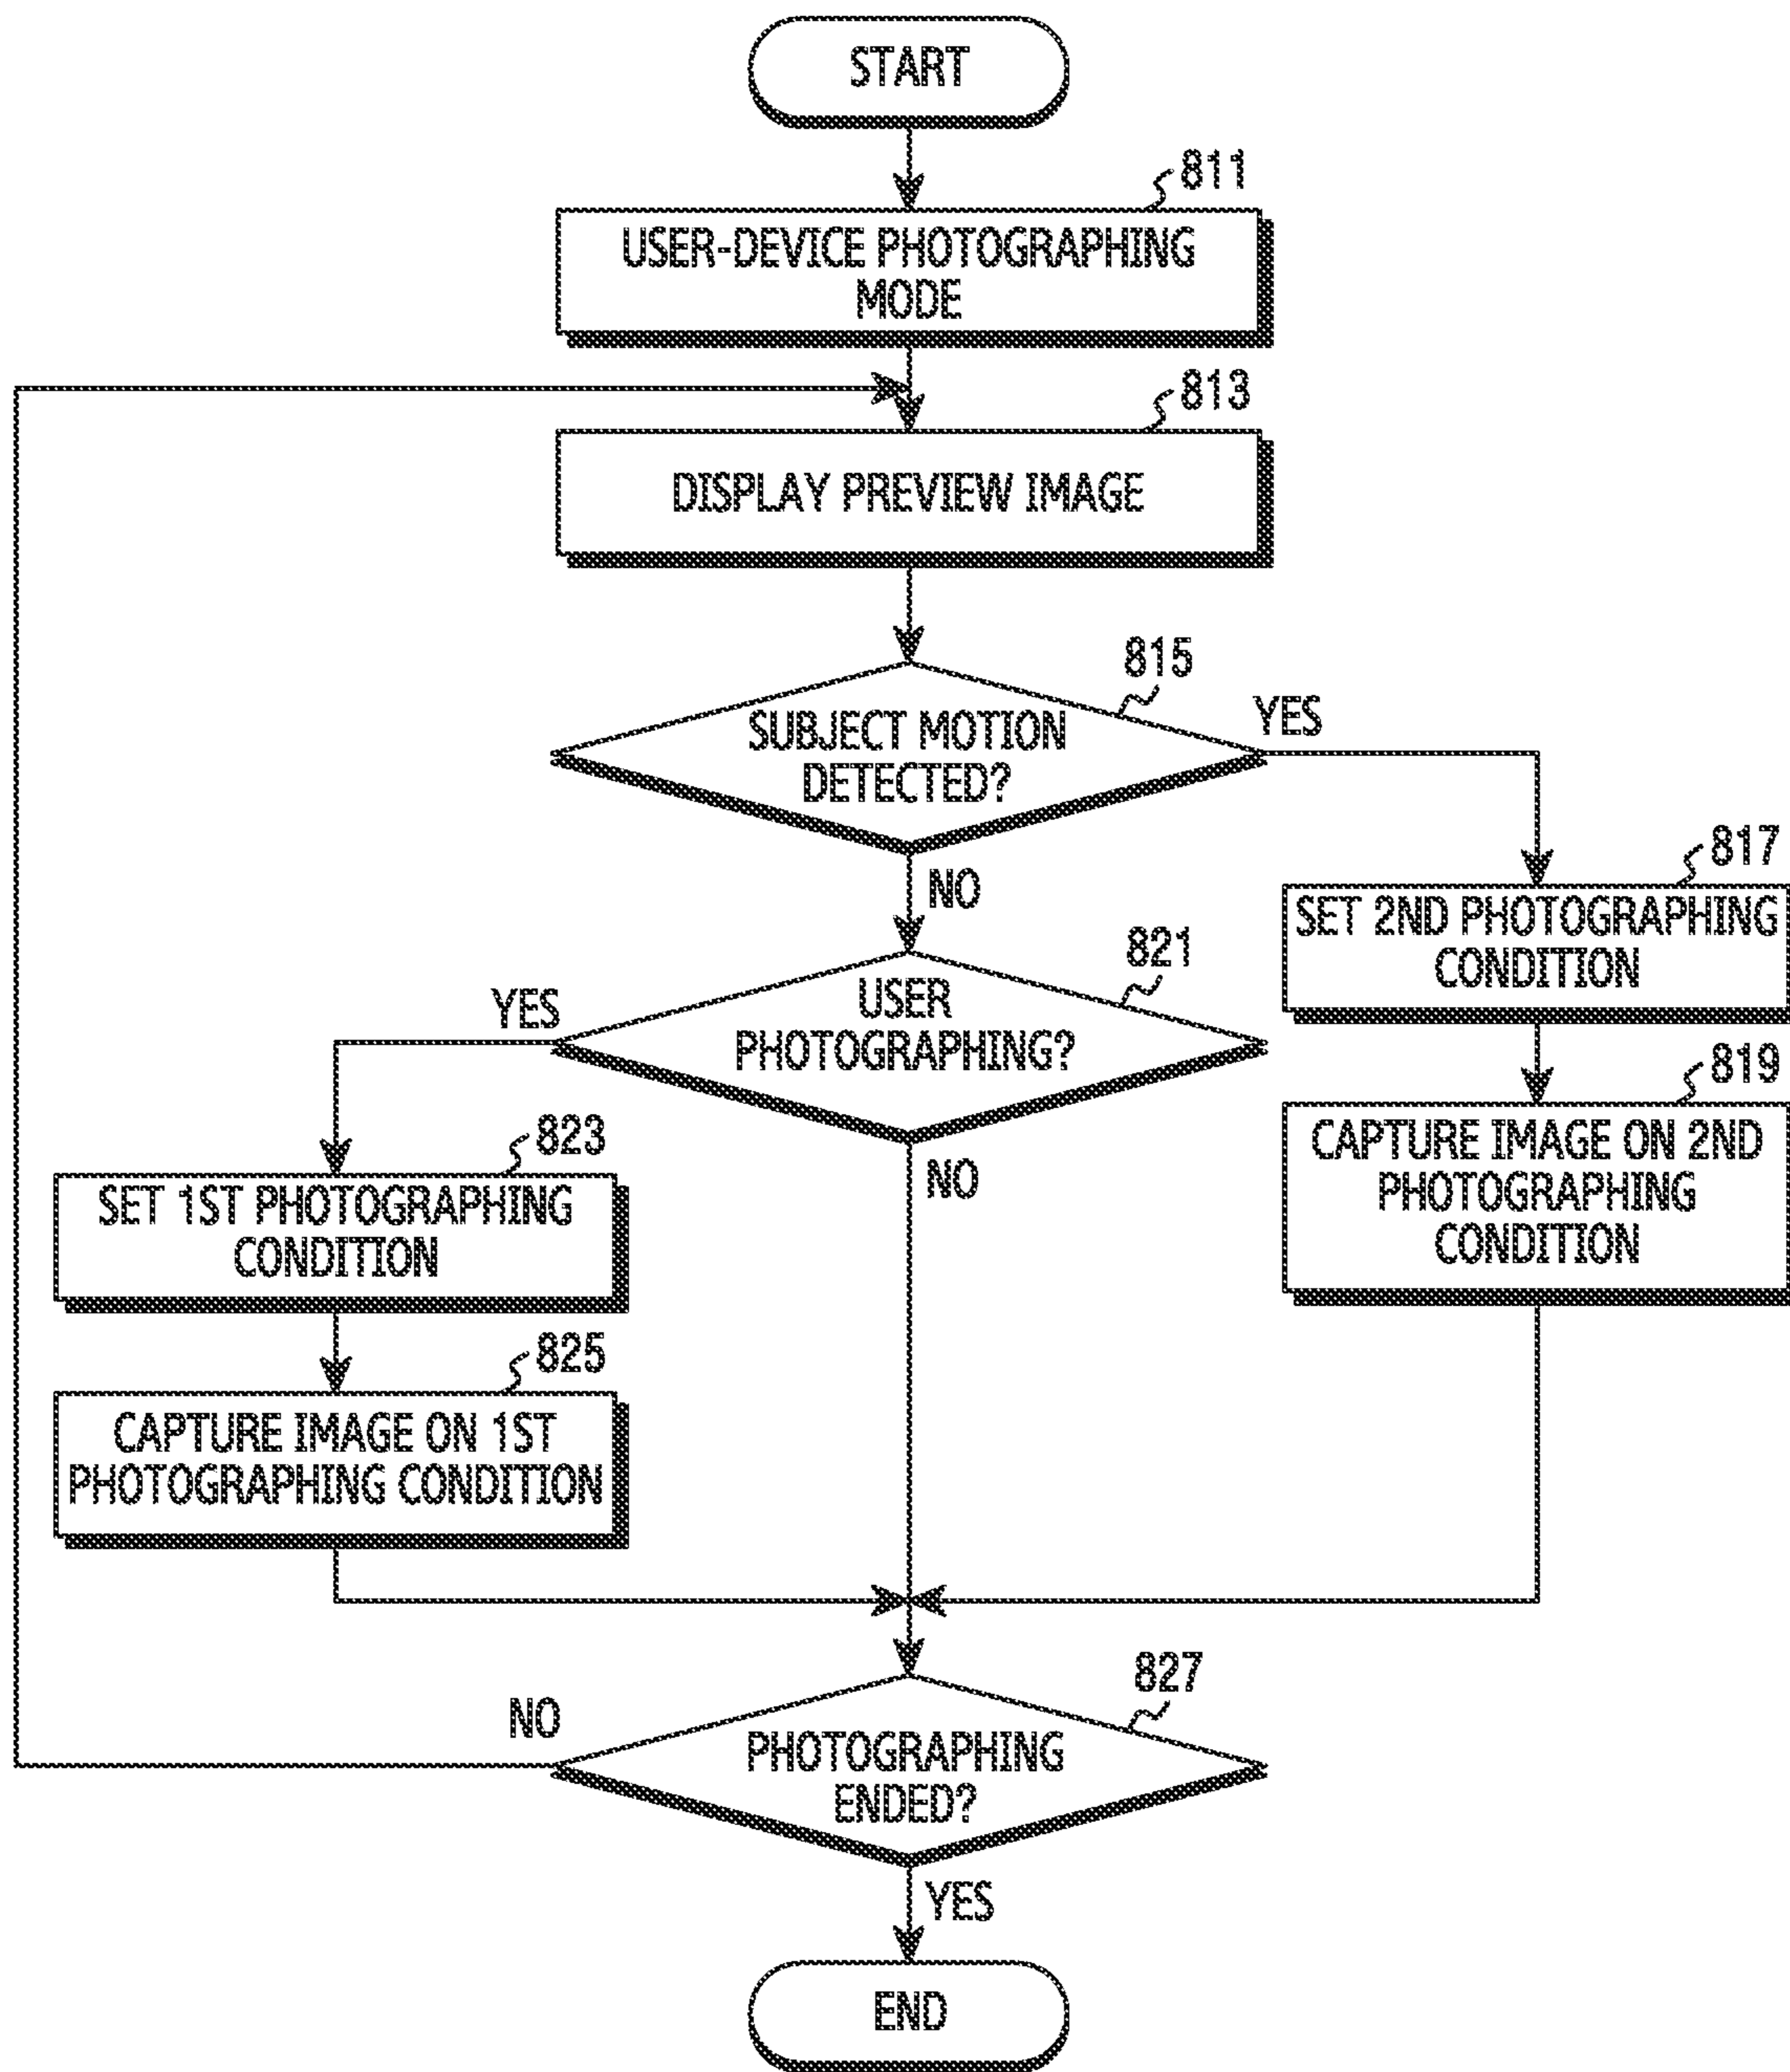 START
811
USER-DEVICE PHOTOGRAPHING
MODE
813
DISPLAY PREVIEW IMAGE
815
SUBJECT MOTION
DETECTED?
YES
NO
817
SET 2ND PHOTOGRAPHING
CONDITION
819
CAPTURE IMAGE ON 2ND
PHOTOGRAPHING
CONDITION
821
USER
PHOTOGRAPHING?
YES
NO
823
SET 1ST PHOTOGRAPHING
CONDITION
825
CAPTURE IMAGE ON 1ST
PHOTOGRAPHING CONDITION
827
PHOTOGRAPHING
ENDED?
NO
YES
END